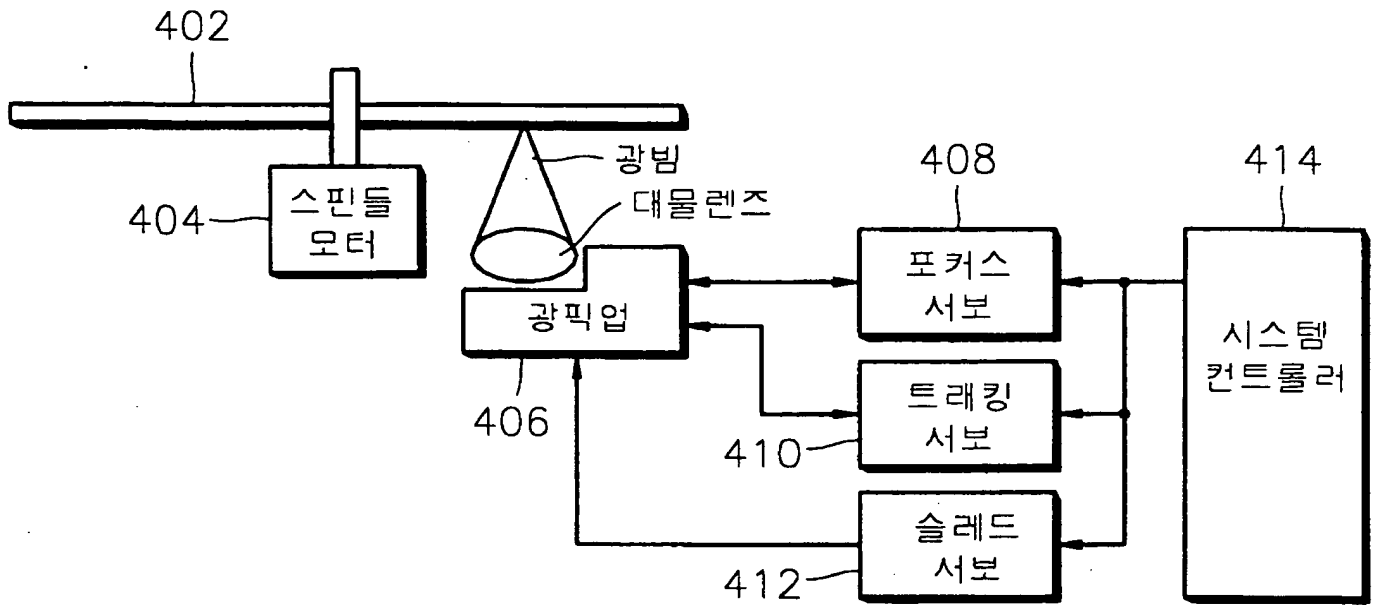 402
광빔
대물렌즈
스핀들
모터
404
광픽업
406
408
포커스
서보
트래킹
서보
410
슬레드
서보
412
414
시스템
컨트롤러